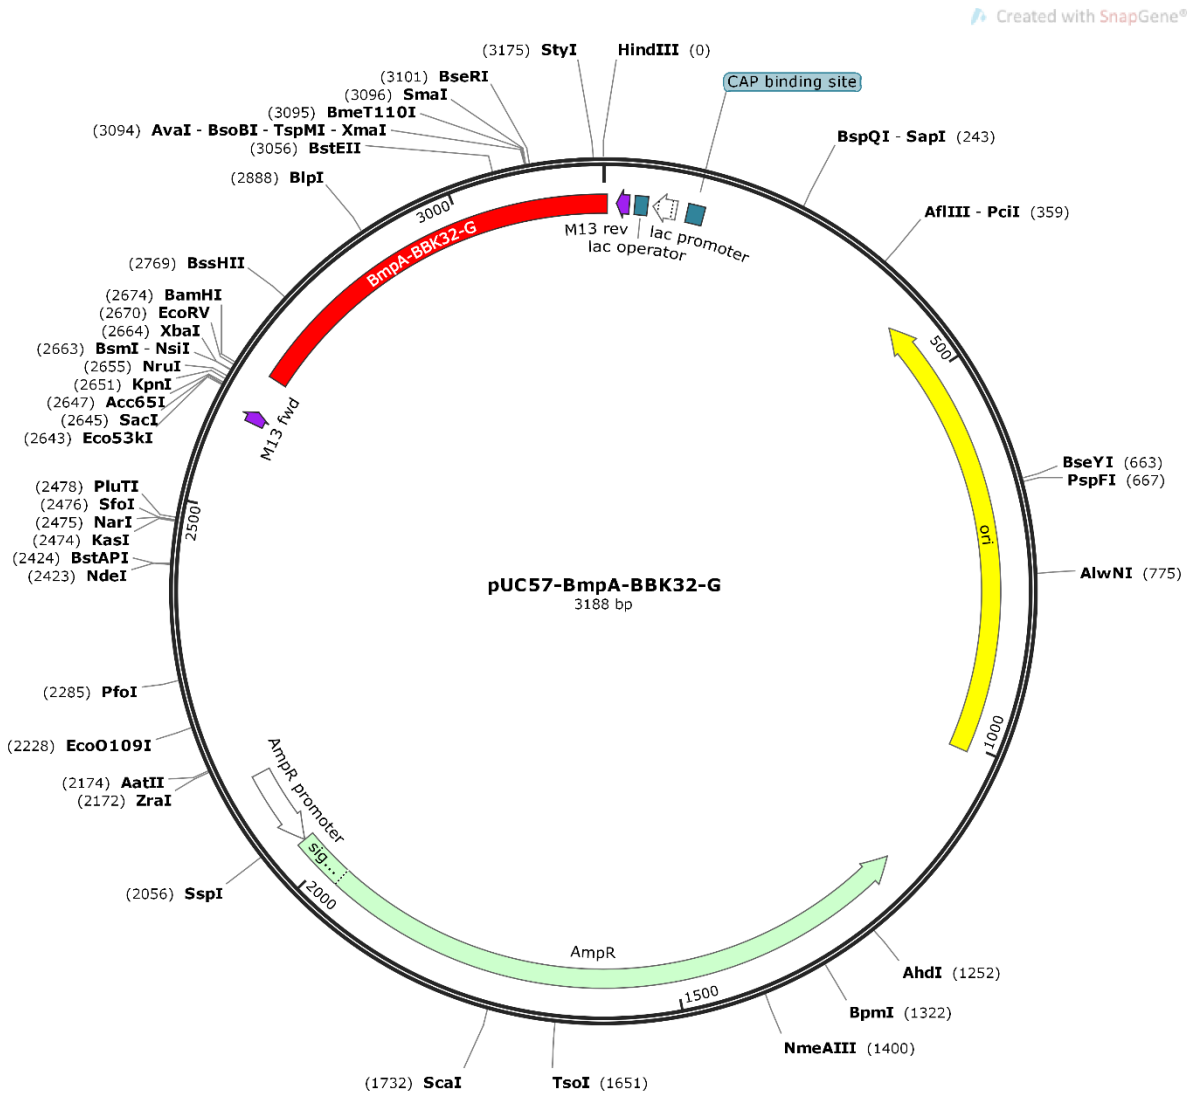 Created with SnapGene®
(3175) StyI
HindIII (0)
(3101) BseRI
(3096) SmaI
(3095) BmeT110I
(3094) AvaI - BsoBI - TspMI - XmaI
(3056) BstEII
(2888) BlpI
(2769) BssHII
(2674) BamHI
(2670) EcoRV
(2664) XbaI
(2663) BsmI - NsiI
(2655) NruI
(2651) KpnI
(2647) Acc65I
(2645) SacI
(2643) Eco53kI
(2478) PluTI
(2476) SfoI
(2475) NarI
(2474) KasI
(2424) BstAPI
(2423) NdeI
(2285) PfoI
(2228) EcoO109I
(2174) AatII
(2172) ZraI
(2056) SspI
(1732) ScaI
TsoI (1651)
NmeAIII (1400)
BpmI (1322)
AhdI (1252)
AlwNI (775)
PspFI (667)
BseYI (663)
AflIII - PciI (359)
BspQI - SapI (243)
CAP binding site
lac promoter
lac operator
M13 rev
BmpA-BBK32-G
M13 fwd
ori
AmpR promoter
sig...
AmpR
500
1000
1500
2000
2500
3000
pUC57-BmpA-BBK32-G
3188 bp